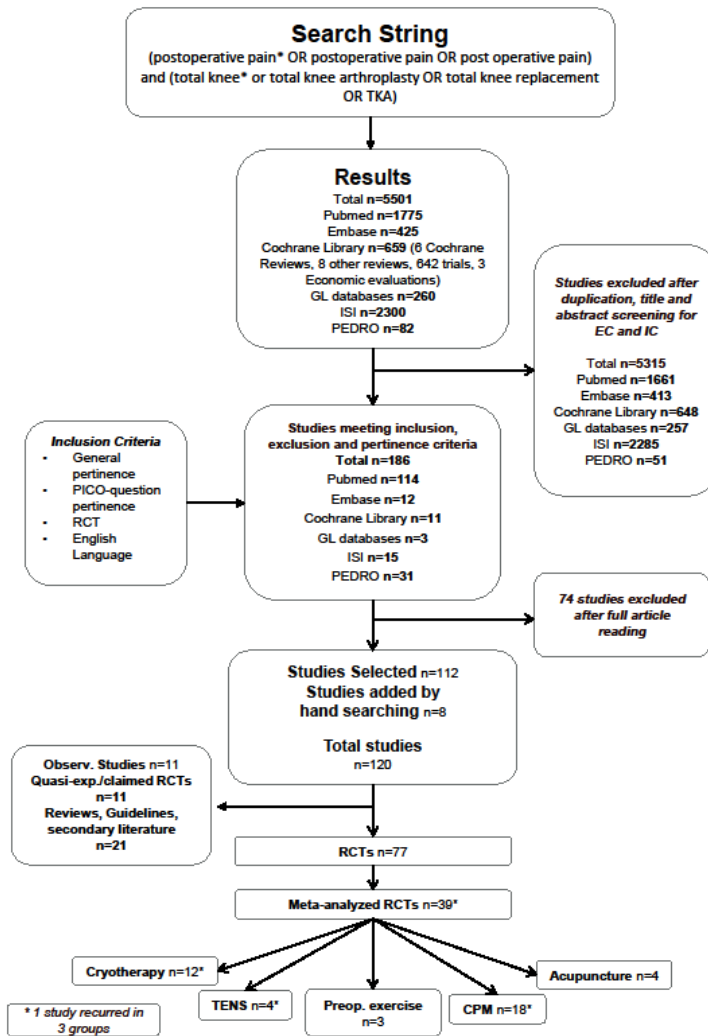 Search String
(postoperative pain* OR postoperative pain OR post operative pain)
and (total knee* or total knee arthroplasty OR total knee replacement
OR TKA)
Results
Total n=5501
Pubmed n=1775
Embase n=425
Cochrane Library n=659 (6 Cochrane
Reviews, 8 other reviews, 642 trials, 3
Economic evaluations)
GL databases n=260
ISI n=2300
PEDRO n=82
Studies excluded after
duplication, title and
abstract screening for
EC and IC
Total n=5315
Pubmed n=1661
Embase n=413
Cochrane Library n=648
GL databases n=257
ISI n=2285
PEDRO n=51
Inclusion Criteria
• General
pertinence
• PICO-question
pertinence
• RCT
• English
Language
Studies meeting inclusion,
exclusion and pertinence criteria
Total n=186
Pubmed n=114
Embase n=12
Cochrane Library n=11
GL databases n=3
ISI n=15
PEDRO n=31
74 studies excluded
after full article
reading
Studies Selected n=112
Studies added by
hand searching n=8
Total studies
n=120
Observ. Studies n=11
Quasi-exp./claimed RCTs
n=11
Reviews, Guidelines,
secondary literature
n=21
RCTs n=77
Meta-analyzed RCTs n=39*
Cryotherapy n=12*
TENS n=4*
Preop. exercise
n=3
CPM n=18*
Acupuncture n=4
* 1 study recurred in
3 groups